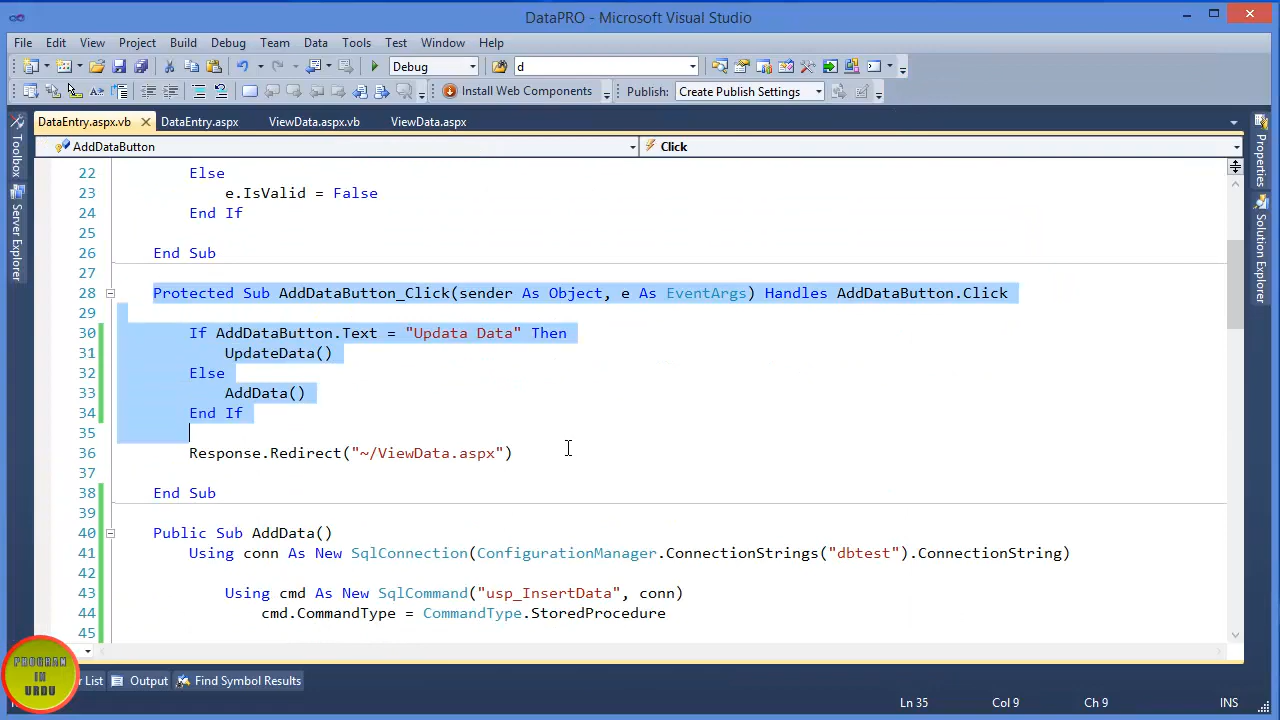 DataPRO - Microsoft Visual Studio
File Edit View Project Build Debug Team Data Tools Test Window Help
Debug d
Install Web Components Publish: Create Publish Settings
DataEntry.aspx.vb DataEntry.aspx ViewData.aspx.vb ViewData.aspx
AddDataButton Click
Toolbox
Server Explorer
Properties
Solution Explorer
22 Else
23 e.IsValid = False
24 End If
25
26 End Sub
27
28 Protected Sub AddDataButton_Click(sender As Object, e As EventArgs) Handles AddDataButton.Click
29
30 If AddDataButton.Text = "Updata Data" Then
31 UpdateData()
32 Else
33 AddData()
34 End If
35
36 Response.Redirect("~/ViewData.aspx")
37
38 End Sub
39
40 Public Sub AddData()
41 Using conn As New SqlConnection(ConfigurationManager.ConnectionStrings("dbtest").ConnectionString)
42
43 Using cmd As New SqlCommand("usp_InsertData", conn)
44 cmd.CommandType = CommandType.StoredProcedure
45
PROGRAM
IN
URDU
List Output Find Symbol Results
Ln 35 Col 9 Ch 9 INS